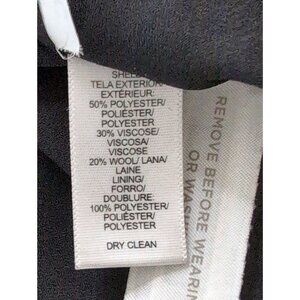 SHELL/
TELA EXTERIOR/
EXTÉRIEUR:
50% POLYESTER/
POLIÉSTER/
POLYESTER
30% VISCOSE/
VISCOSA/
VISCOSE
20% WOOL/ LANA/
LAINE
LINING/
FORRO/
DOUBLURE:
100% POLYESTER/
POLIÉSTER/
POLYESTER
DRY CLEAN
REMOVE BEFORE WEARIN
OR WASH